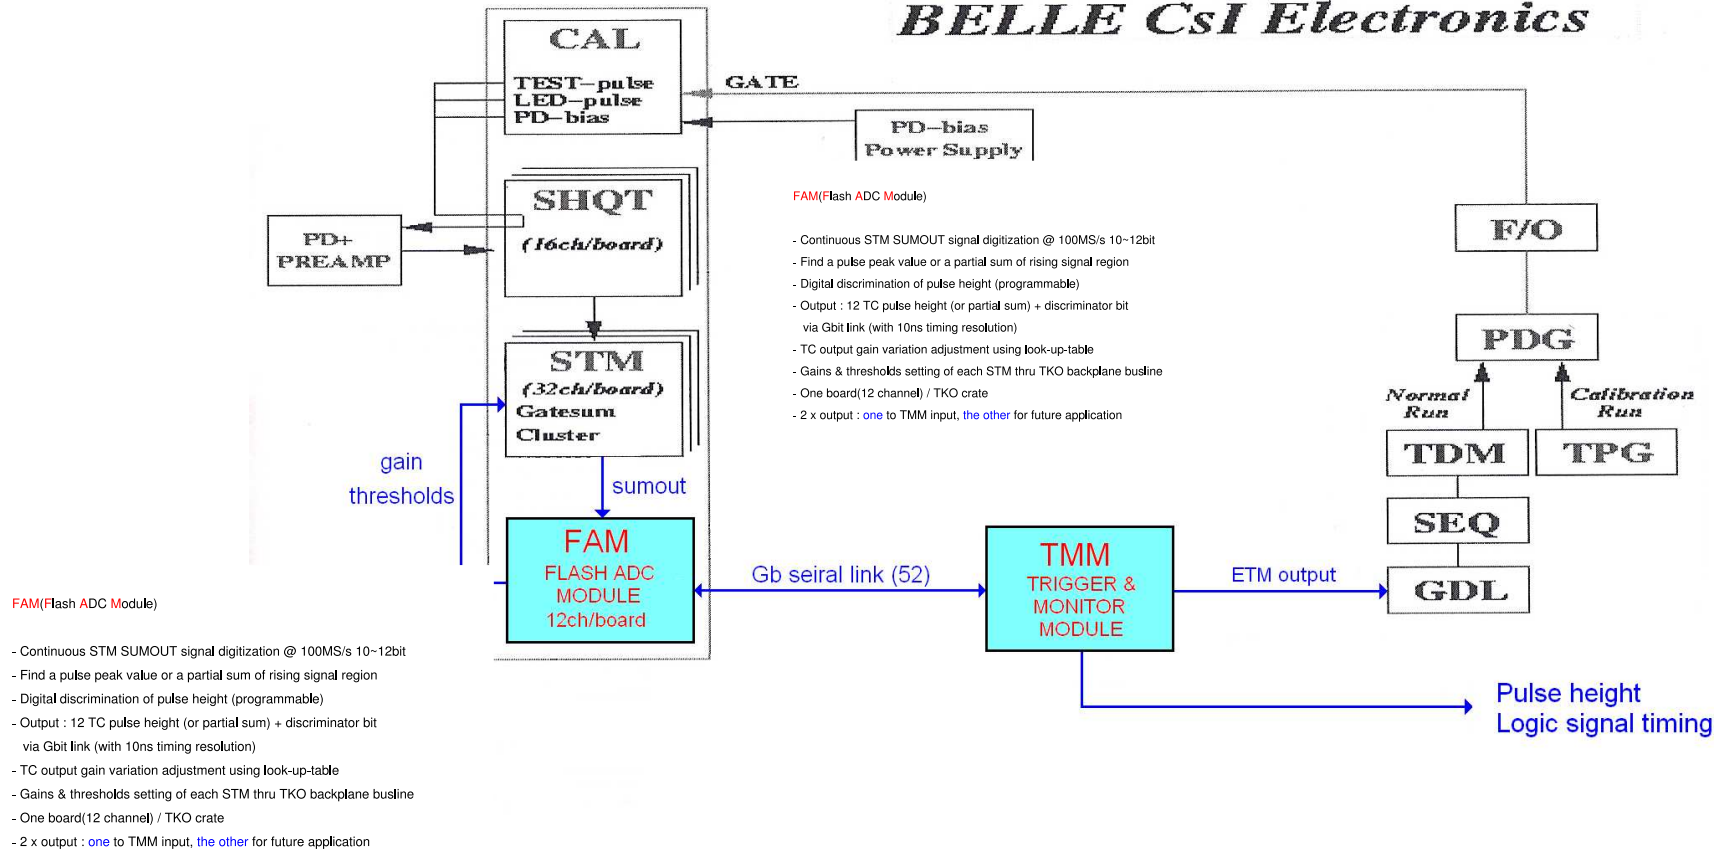 BELLE CsI Electronics
CAL
TEST-pulse
LED-pulse
PD-bias
GATE
PD-bias
Power Supply
SHQT
(16ch/board)
PD+
PREAMP
FAM(Flash ADC Module)
- Continuous STM SUMOUT signal digitization @ 100MS/s 10~12bit
- Find a pulse peak value or a partial sum of rising signal region
- Digital discrimination of pulse height (programmable)
- Output : 12 TC pulse height (or partial sum) + discriminator bit
via Gbit link (with 10ns timing resolution)
- TC output gain variation adjustment using look-up-table
- Gains & thresholds setting of each STM thru TKO backplane busline
- One board(12 channel) / TKO crate
- 2 x output : one to TMM input, the other for future application
F/O
PDG
Normal
Run
Calibration
Run
TDM
TPG
SEQ
GDL
STM
(32ch/board)
Gatesum
Cluster
gain
thresholds
sumout
FAM
FLASH ADC
MODULE
12ch/board
Gb seiral link (52)
TMM
TRIGGER &
MONITOR
MODULE
ETM output
Pulse height
Logic signal timing
FAM(Flash ADC Module)
- Continuous STM SUMOUT signal digitization @ 100MS/s 10~12bit
- Find a pulse peak value or a partial sum of rising signal region
- Digital discrimination of pulse height (programmable)
- Output : 12 TC pulse height (or partial sum) + discriminator bit
via Gbit link (with 10ns timing resolution)
- TC output gain variation adjustment using look-up-table
- Gains & thresholds setting of each STM thru TKO backplane busline
- One board(12 channel) / TKO crate
- 2 x output : one to TMM input, the other for future application